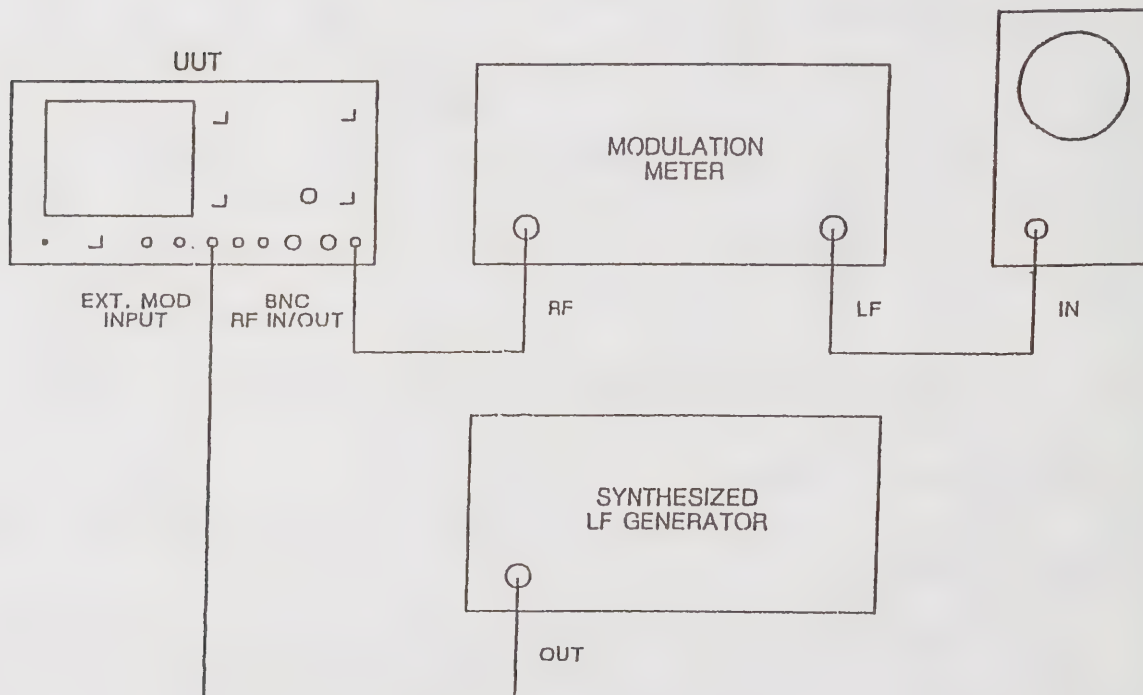 UUT
MODULATION
METER
EXT. MOD
INPUT
BNC
RF IN/OUT
RF
LF
IN
SYNTHESIZED
LF GENERATOR
OUT